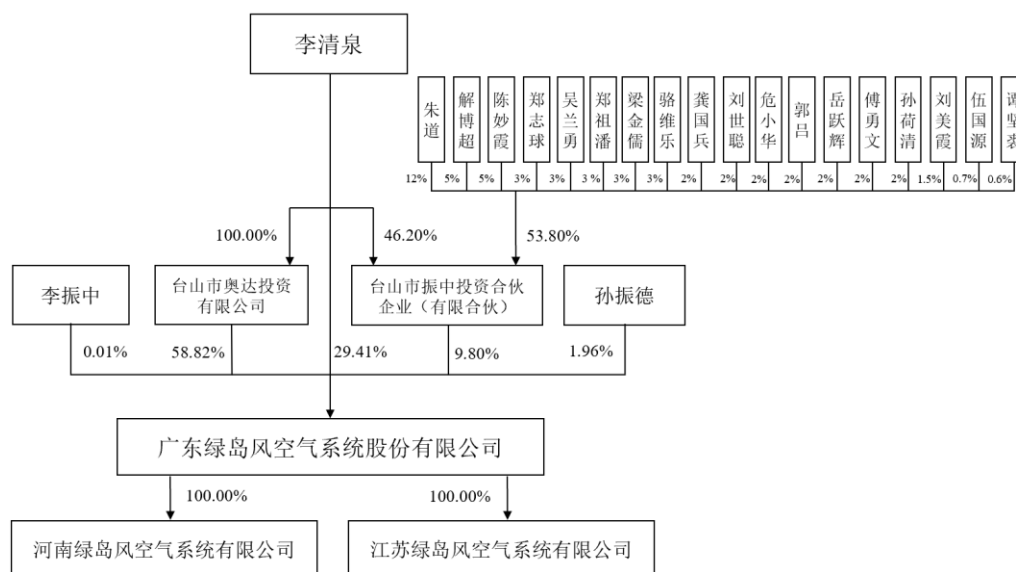 李清泉
朱道
解博超
陈妙霞
郑志球
吴兰勇
郑祖潘
梁金儒
骆维乐
龚国兵
刘世聪
危小华
郭吕
岳跃辉
傅勇文
孙荷清
刘美霞
伍国源
谭坚裘
12% 5% 5% 3% 3% 3 % 3% 3% 2% 2% 2% 2% 2% 2% 2% 1.5% 0.7% 0.6%
100.00% 46.20% 53.80%
李振中
台山市奥达投资
有限公司
台山市振中投资合伙
企业（有限合伙）
孙振德
0.01% 58.82% 29.41% 9.80% 1.96%
广东绿岛风空气系统股份有限公司
100.00% 100.00%
河南绿岛风空气系统有限公司
江苏绿岛风空气系统有限公司